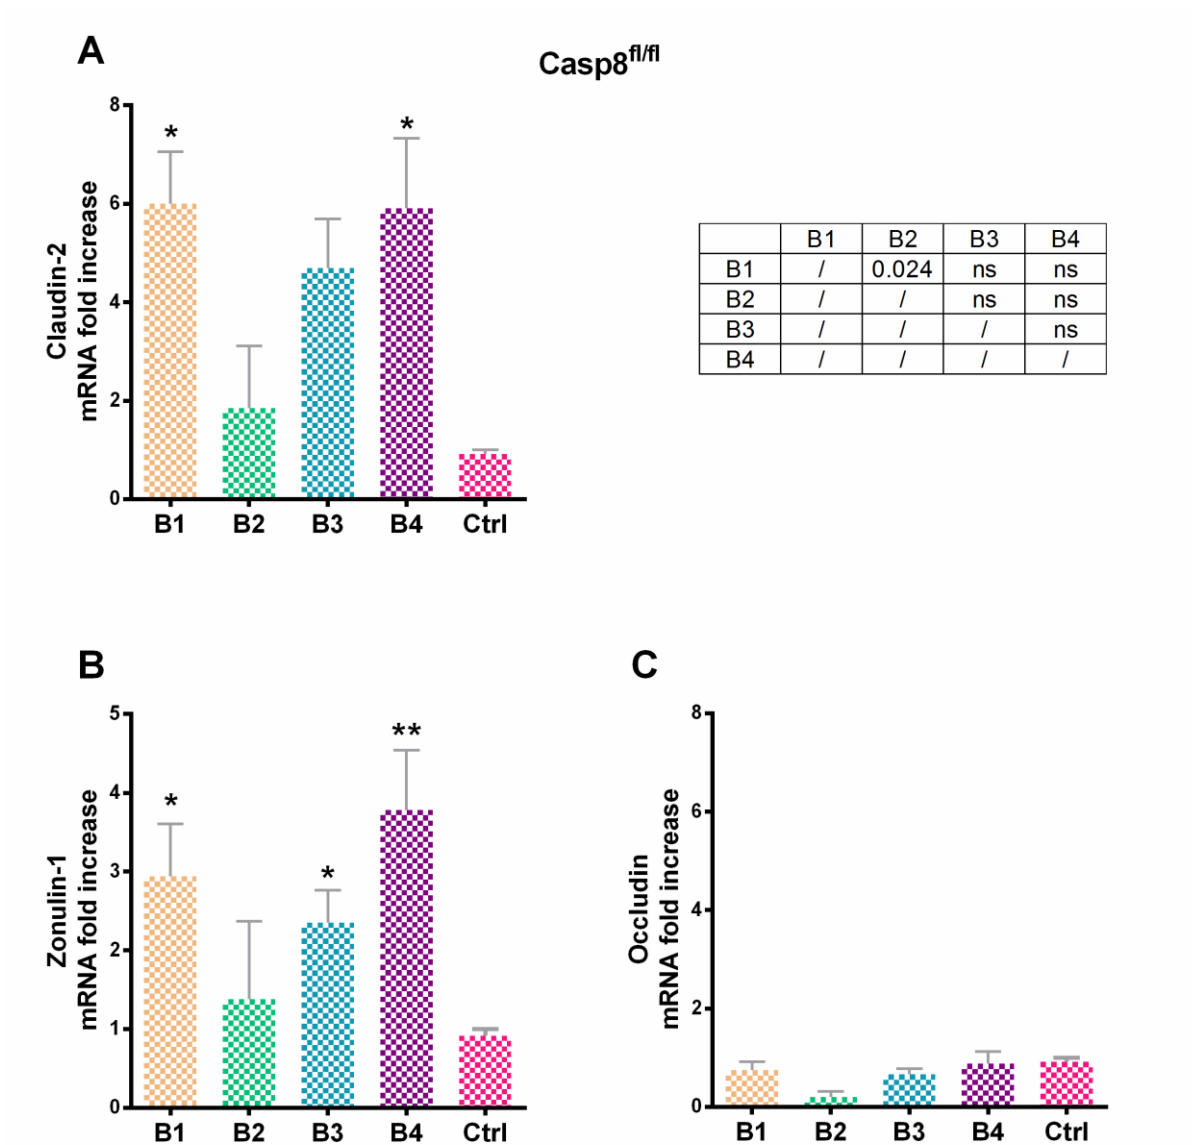 A
Casp8fl/fl
Claudin-2
mRNA fold increase
8
6
4
2
0
*
*
B1 B2 B3 B4 Ctrl
B1 B2 B3 B4
B1 / 0.024 ns ns
B2 / / ns ns
B3 / / / ns
B4 / / / /
B
Zonulin-1
mRNA fold increase
5
4
3
2
1
0
*
*
**
B1 B2 B3 B4 Ctrl
C
Occludin
mRNA fold increase
8
6
4
2
0
B1 B2 B3 B4 Ctrl